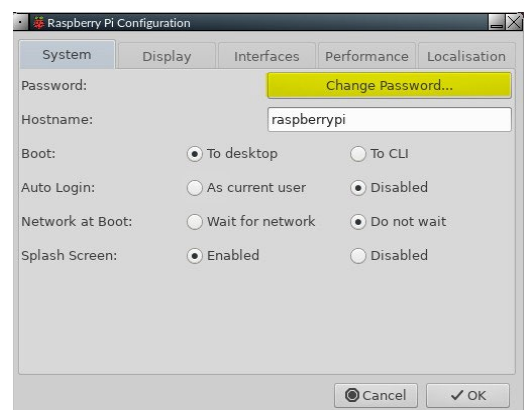 Raspberry Pi Configuration
System Display Interfaces Performance Localisation
Password: Change Password...
Hostname: raspberrypi
Boot: To desktop To CLI
Auto Login: As current user Disabled
Network at Boot: Wait for network Do not wait
Splash Screen: Enabled Disabled
Cancel OK